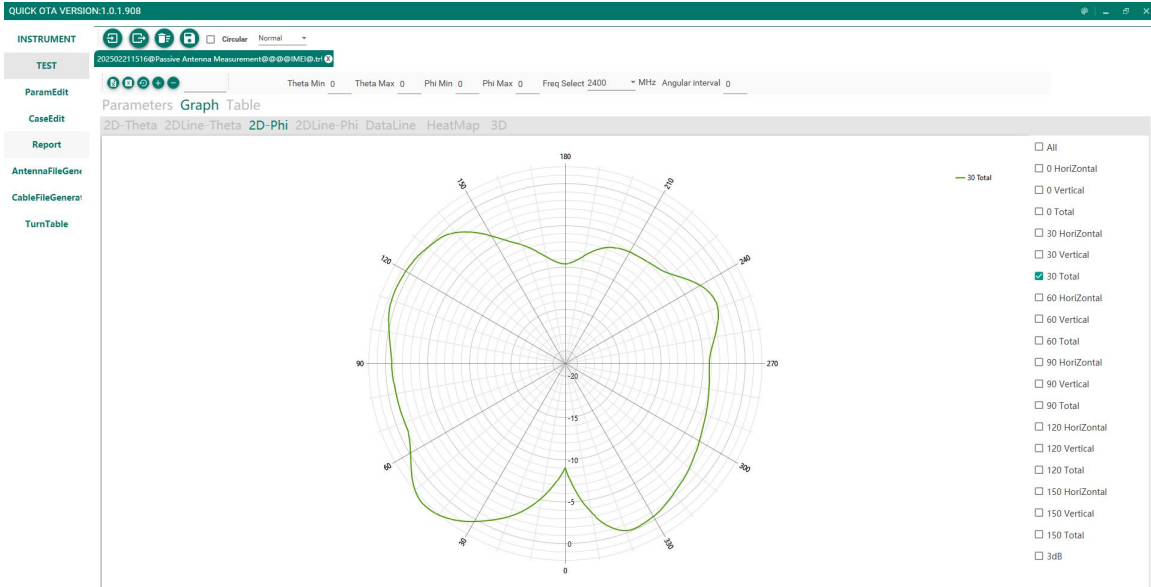 QUICK OTA VERSION:1.0.1.908
INSTRUMENT
TEST
ParamEdit
CaseEdit
Report
AntennaFileGene
CableFileGenerat
TurnTable
Circular Normal
202502211516@Passive Antenna Measurement@@@@IMEI@.trl
Theta Min 0 Theta Max 0 Phi Min 0 Phi Max 0 Freq Select 2400 MHz Angular interval 0
Parameters Graph Table
2D-Theta 2DLine-Theta 2D-Phi 2DLine-Phi DataLine HeatMap 3D
180
150
210
30 Total
120
240
90
270
-20
-15
60
-10
300
-5
30
0
330
0
All
0 HoriZontal
0 Vertical
0 Total
30 HoriZontal
30 Vertical
30 Total
60 HoriZontal
60 Vertical
60 Total
90 HoriZontal
90 Vertical
90 Total
120 HoriZontal
120 Vertical
120 Total
150 HoriZontal
150 Vertical
150 Total
3dB